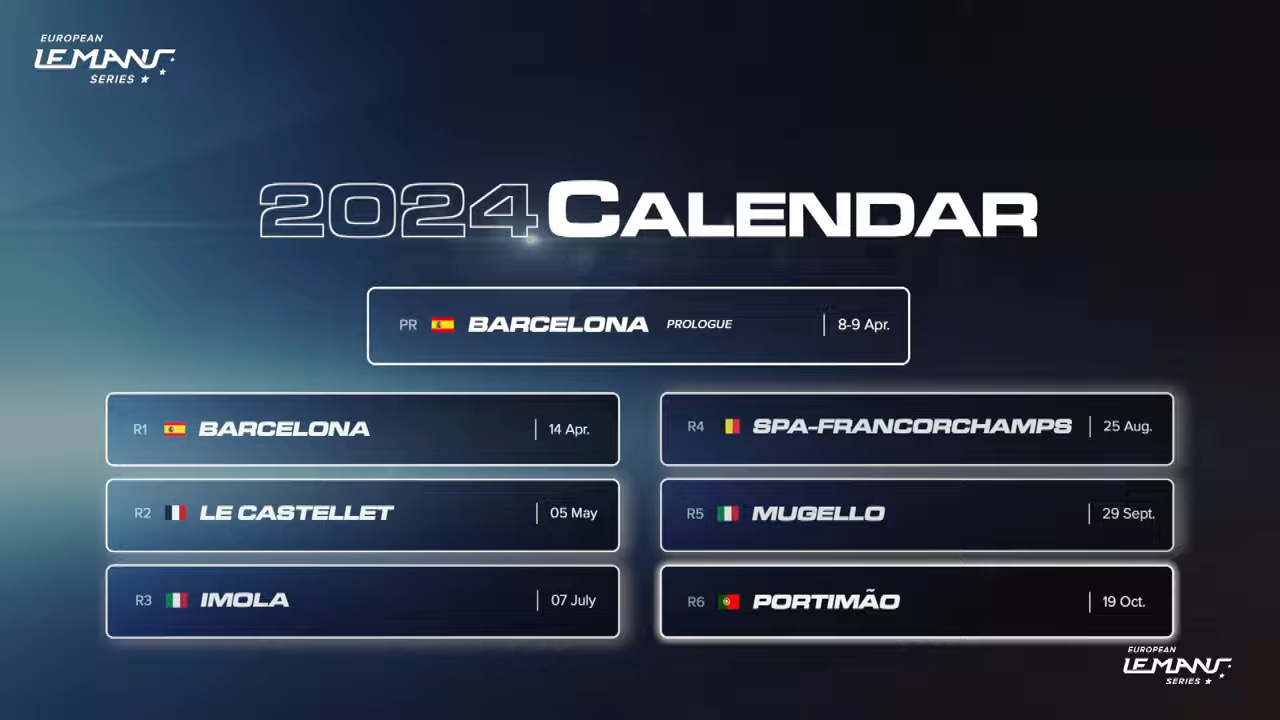 EUROPEAN
LEMANS
SERIES
2024 CALENDAR
PR BARCELONA PROLOGUE 8-9 Apr.
R1 BARCELONA 14 Apr.
R2 LE CASTELLET 05 May
R3 IMOLA 07 July
R4 SPA-FRANCORCHAMPS 25 Aug.
R5 MUGELLO 29 Sept.
R6 PORTIMÃO 19 Oct.
EUROPEAN
LEMANS
SERIES